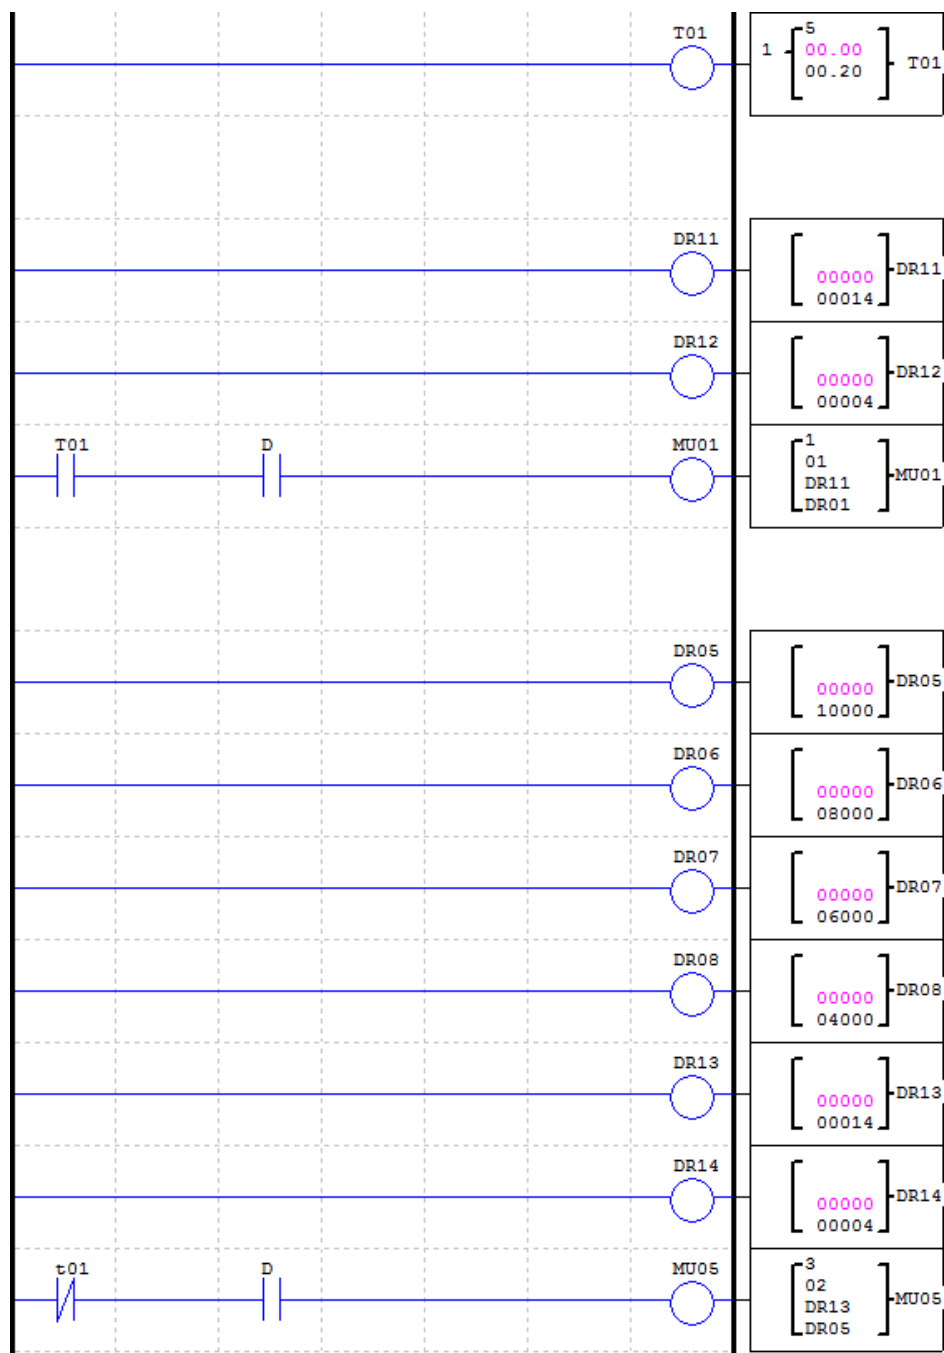 T01
5
1
00.00
00.20
T01
DR11
00000
00014
DR11
DR12
00000
00004
DR12
T01 D MU01
1
01
DR11
DR01
MU01
DR05
00000
10000
DR05
DR06
00000
08000
DR06
DR07
00000
06000
DR07
DR08
00000
04000
DR08
DR13
00000
00014
DR13
DR14
00000
00004
DR14
t01 D MU05
3
02
DR13
DR05
MU05